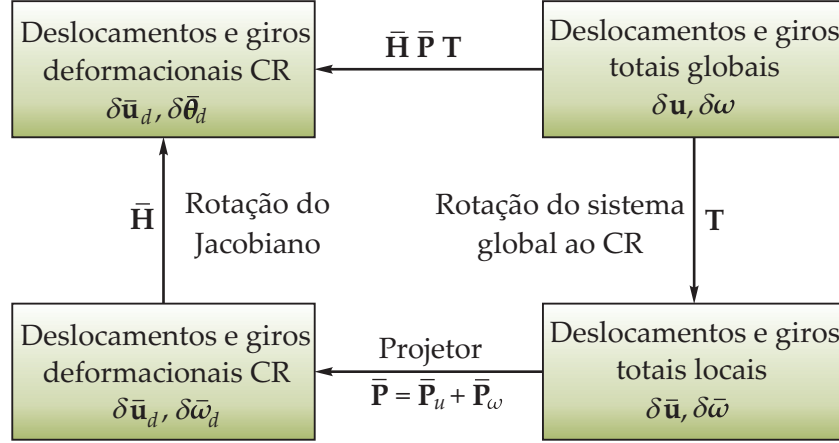 Deslocamentos e giros
deformacionais CR
δū_d, δθ̄_d
H̄ P̄ T
Deslocamentos e giros
totais globais
δu, δω
H̄
Rotação do
Jacobiano
Rotação do sistema
global ao CR
T
Deslocamentos e giros
deformacionais CR
δū_d, δω̄_d
Projetor
P̄ = P̄_u + P̄_ω
Deslocamentos e giros
totais locais
δū, δω̄